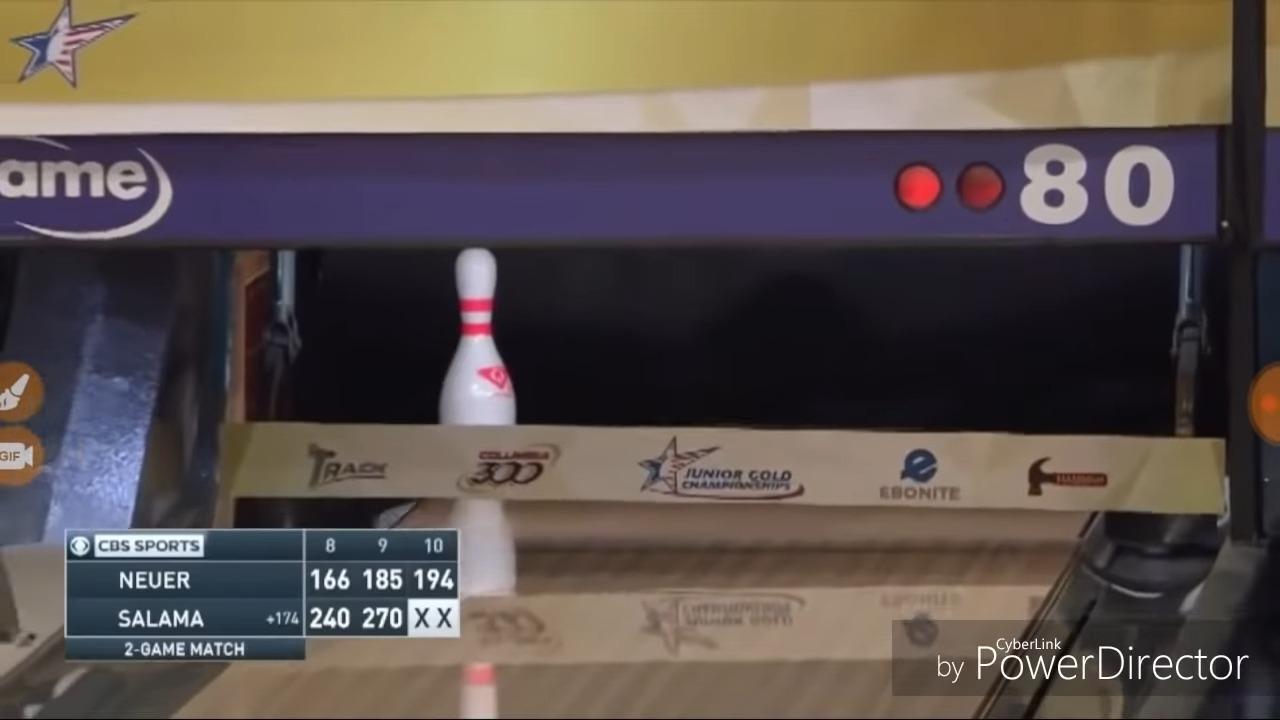 ame
80
TRACK
COLUMBIA
300
JUNIOR GOLD
CHAMPIONSHIPS
EBONITE
HAMMER
CBS SPORTS 8 9 10
NEUER 166 185 194
SALAMA +174 240 270 X X
2-GAME MATCH
GIF
CyberLink
by PowerDirector